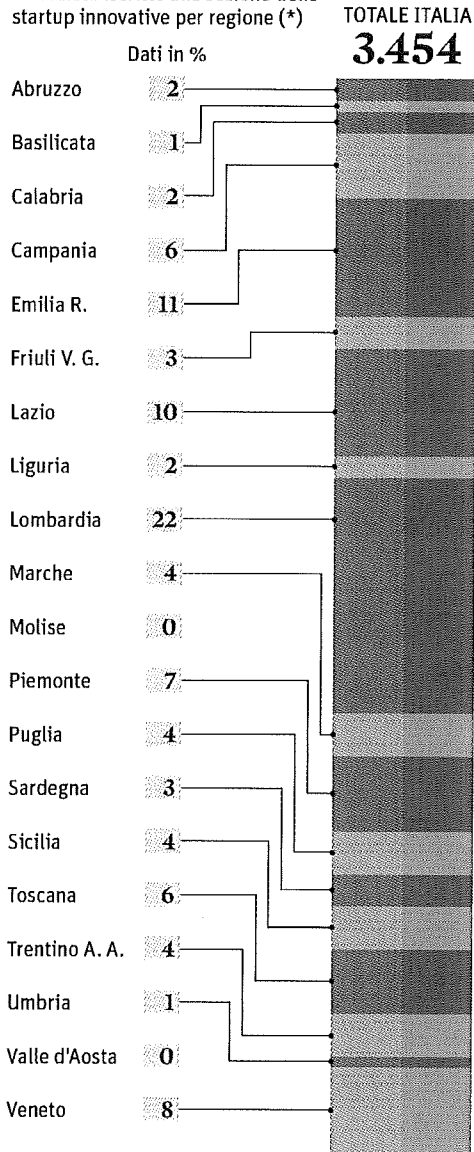 startup innovative per regione (*)
TOTALE ITALIA
3.454
Dati in %
Abruzzo 2
Basilicata 1
Calabria 2
Campania 6
Emilia R. 11
Friuli V. G. 3
Lazio 10
Liguria 2
Lombardia 22
Marche 4
Molise 0
Piemonte 7
Puglia 4
Sardegna 3
Sicilia 4
Toscana 6
Trentino A. A. 4
Umbria 1
Valle d'Aosta 0
Veneto 8